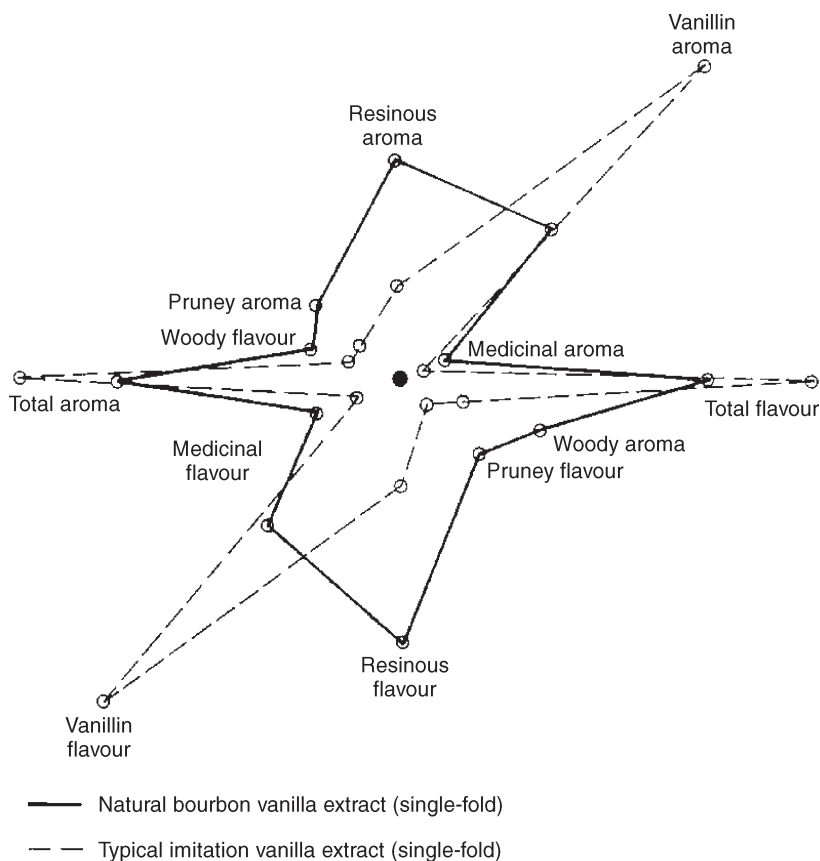 Vanillin
aroma
Resinous
aroma
Pruney aroma
Woody flavour
Medicinal aroma
Total aroma
Total flavour
Medicinal
flavour
Woody aroma
Pruney flavour
Resinous
flavour
Vanillin
flavour
Natural bourbon vanilla extract (single-fold)
Typical imitation vanilla extract (single-fold)